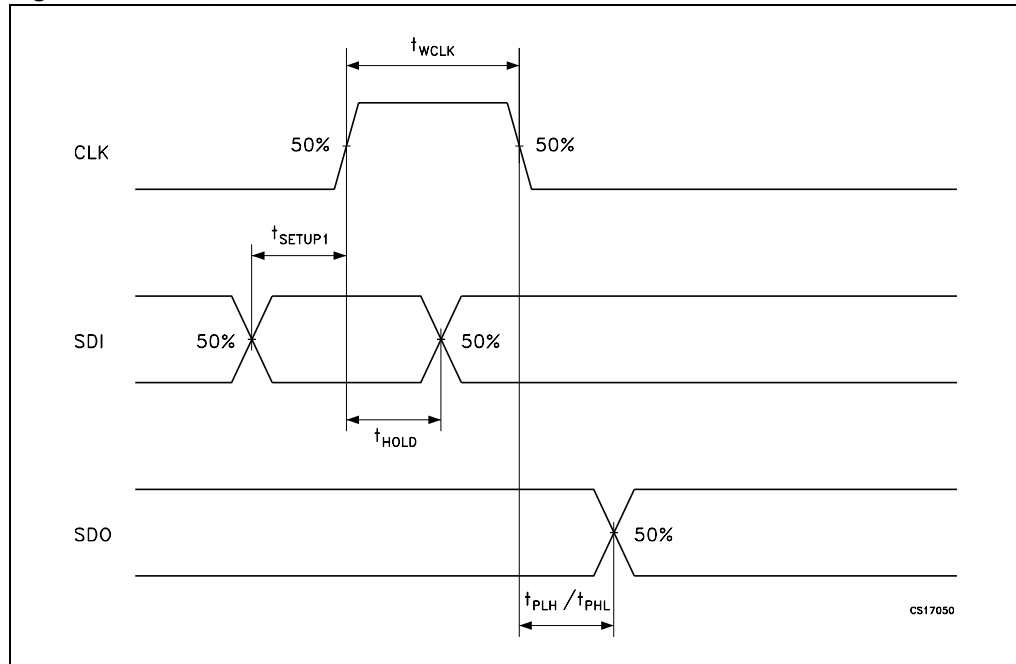 tWCLK
50%
50%
CLK
tSETUP1
50%
50%
SDI
tHOLD
SDO
50%
tPLH /tPHL
CS17050